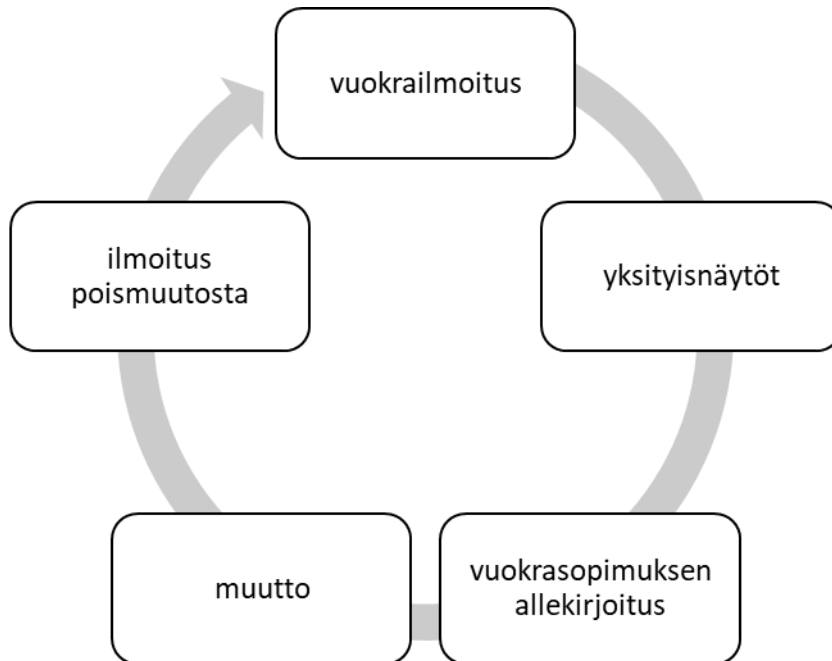 vuokrailmoitus
yksityisnäytöt
vuokrasopimuksen
allekirjoitus
muutto
ilmoitus
poismuutosta